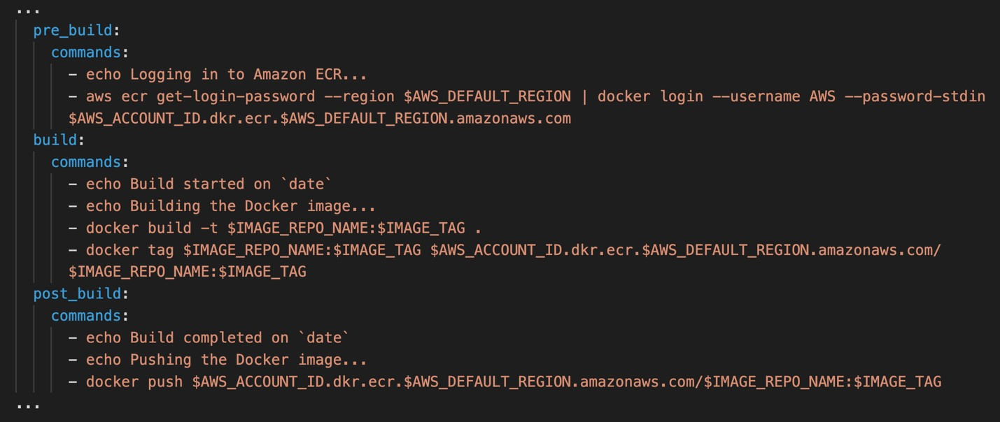 ...
pre_build:
commands:
- echo Logging in to Amazon ECR...
- aws ecr get-login-password --region $AWS_DEFAULT_REGION | docker login --username AWS --password-stdin
$AWS_ACCOUNT_ID.dkr.ecr.$AWS_DEFAULT_REGION.amazonaws.com
build:
commands:
- echo Build started on `date`
- echo Building the Docker image...
- docker build -t $IMAGE_REPO_NAME:$IMAGE_TAG .
- docker tag $IMAGE_REPO_NAME:$IMAGE_TAG $AWS_ACCOUNT_ID.dkr.ecr.$AWS_DEFAULT_REGION.amazonaws.com/
$IMAGE_REPO_NAME:$IMAGE_TAG
post_build:
commands:
- echo Build completed on `date`
- echo Pushing the Docker image...
- docker push $AWS_ACCOUNT_ID.dkr.ecr.$AWS_DEFAULT_REGION.amazonaws.com/$IMAGE_REPO_NAME:$IMAGE_TAG
...